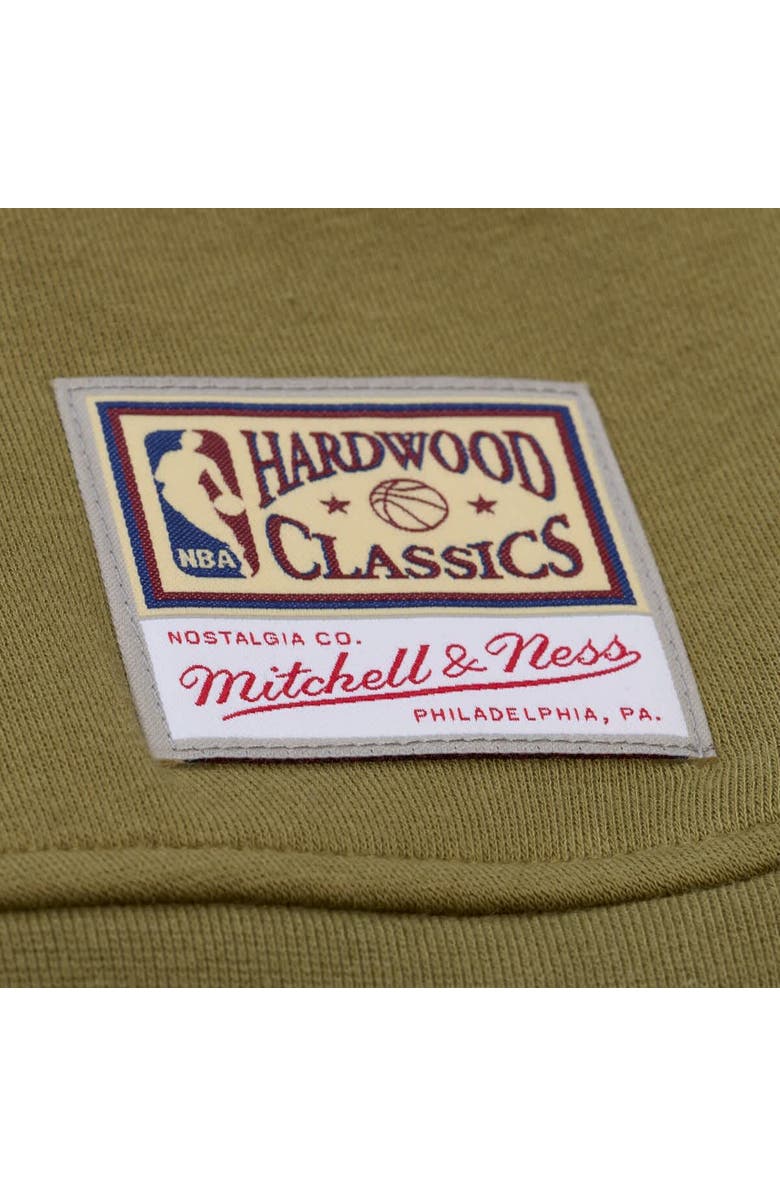 HARDWOOD
CLASSICS
NBA
NOSTALGIA CO.
Mitchell & Ness
PHILADELPHIA, PA.